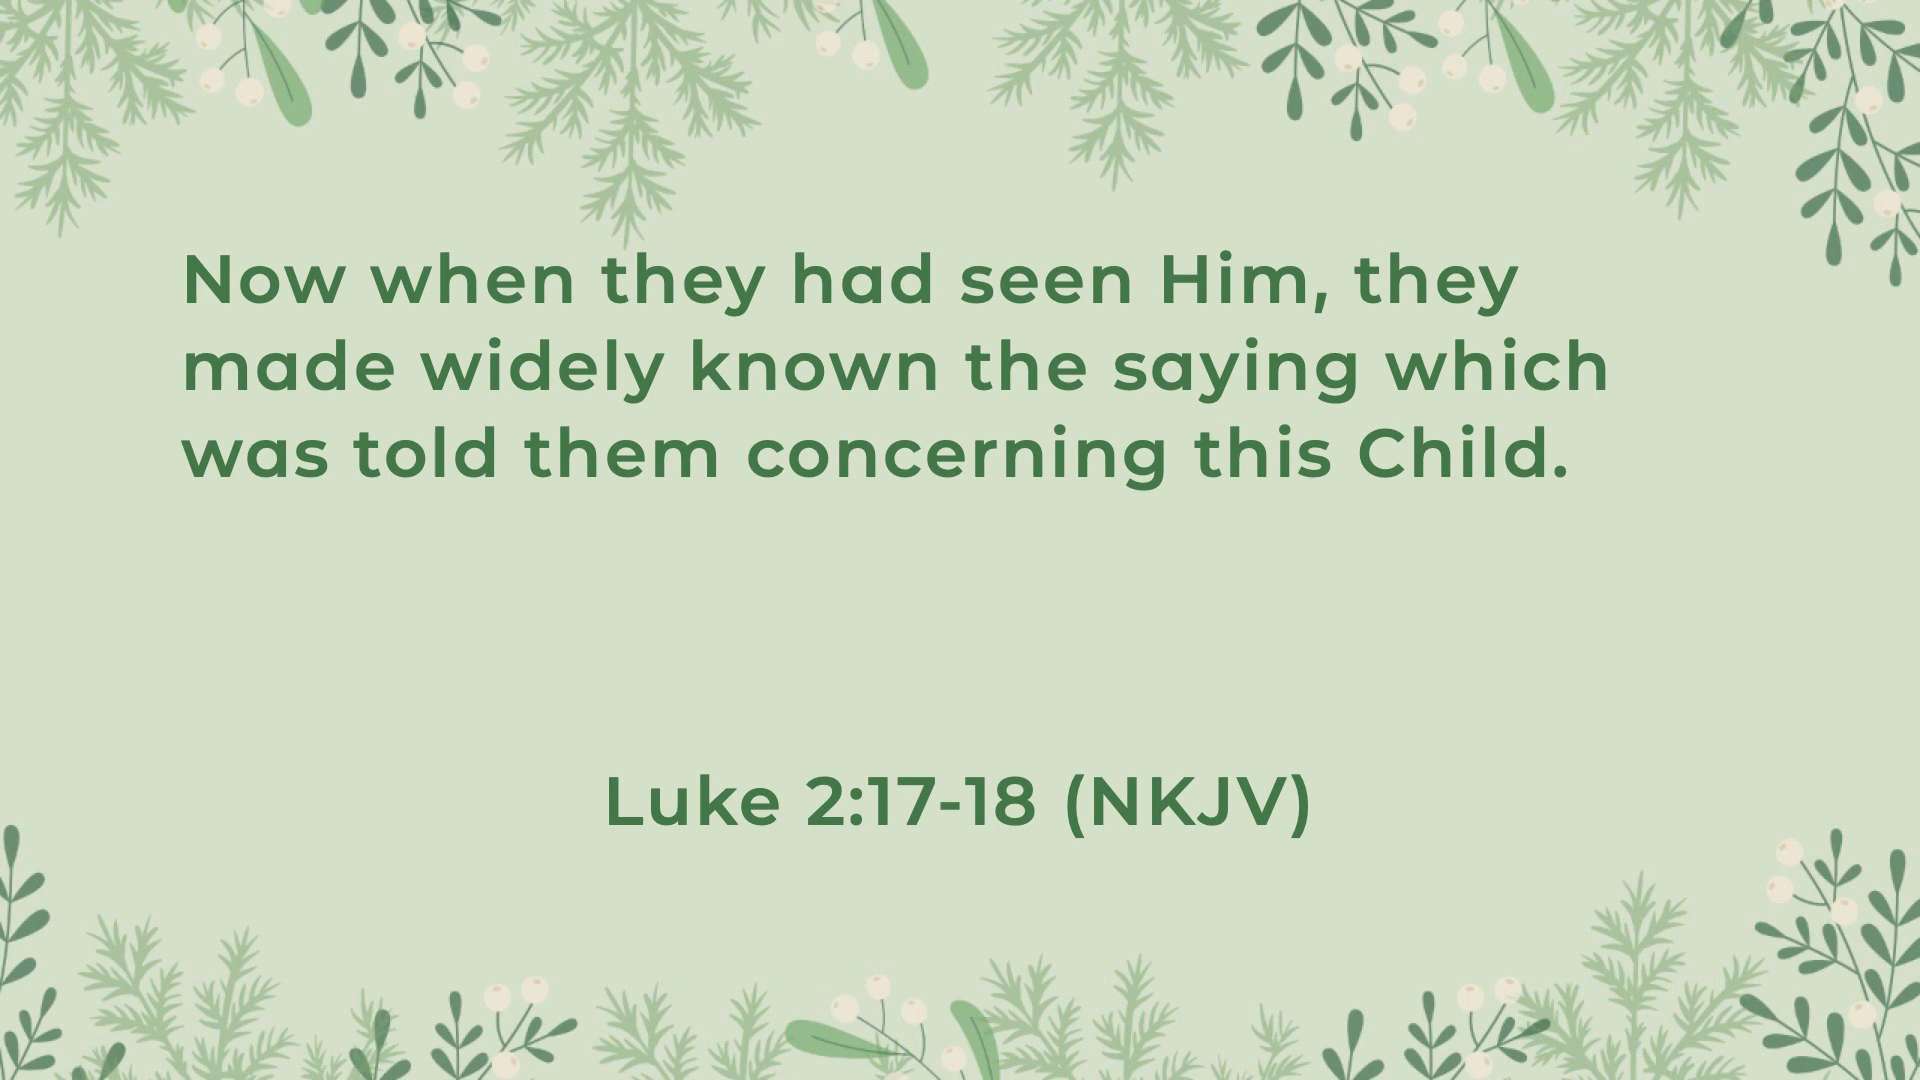 Now when they had seen Him, they
made widely known the saying which
was told them concerning this Child.
Luke 2:17-18 (NKJV)